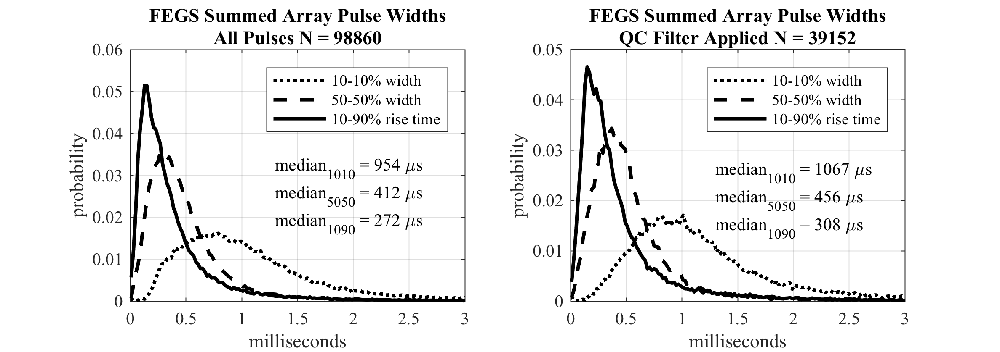 FEGS Summed Array Pulse Widths
All Pulses N = 98860
0.06
0.05
0.04
0.03
0.02
0.01
0
probability
10-10% width
50-50% width
10-90% rise time
median1010 = 954 μs
median5050 = 412 μs
median1090 = 272 μs
0 0.5 1 1.5 2 2.5 3
milliseconds
FEGS Summed Array Pulse Widths
QC Filter Applied N = 39152
0.05
0.04
0.03
0.02
0.01
0
probability
10-10% width
50-50% width
10-90% rise time
median1010 = 1067 μs
median5050 = 456 μs
median1090 = 308 μs
0 0.5 1 1.5 2 2.5 3
milliseconds